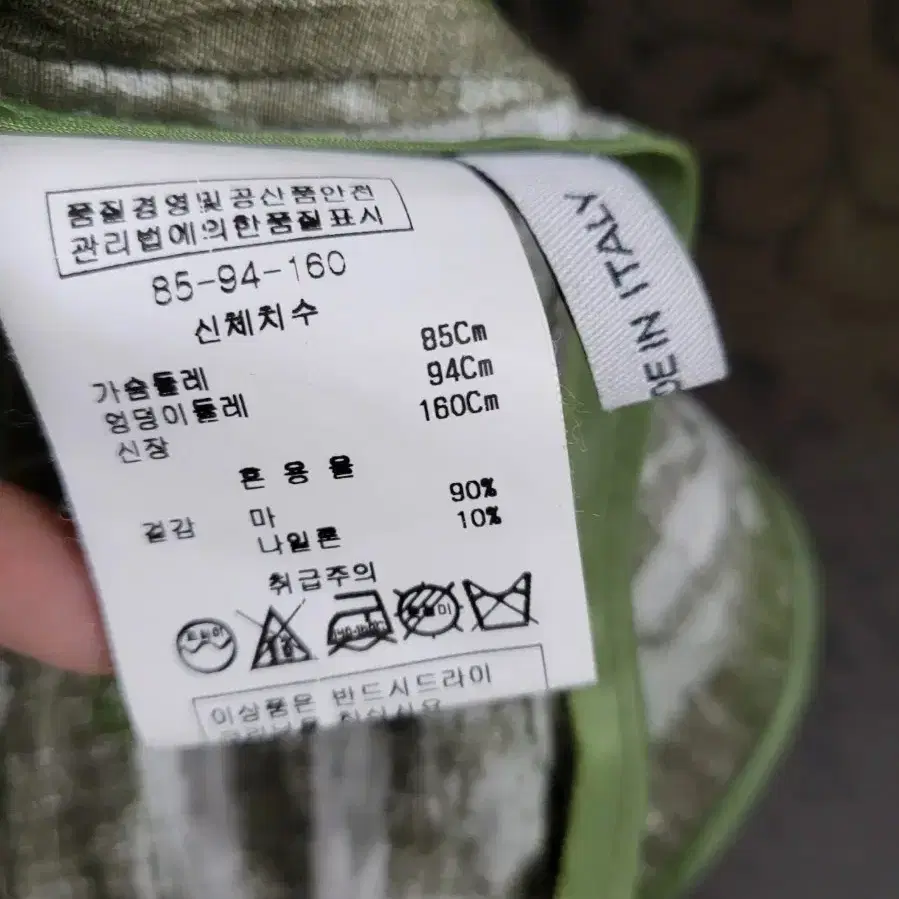 품질경영및공산품안전
관리법에의한품질표시
85-94-160
신체치수
가슴둘레 85Cm
엉덩이둘레 94Cm
신장 160Cm
혼용율
겉감 마 90%
나일론 10%
취급주의
드라이
이상품은 반드시드라이
DE IN ITALY